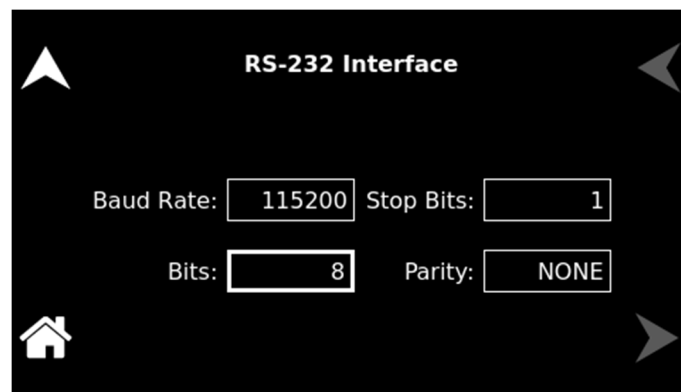 RS-232 Interface
Baud Rate: 115200 Stop Bits: 1
Bits: 8 Parity: NONE